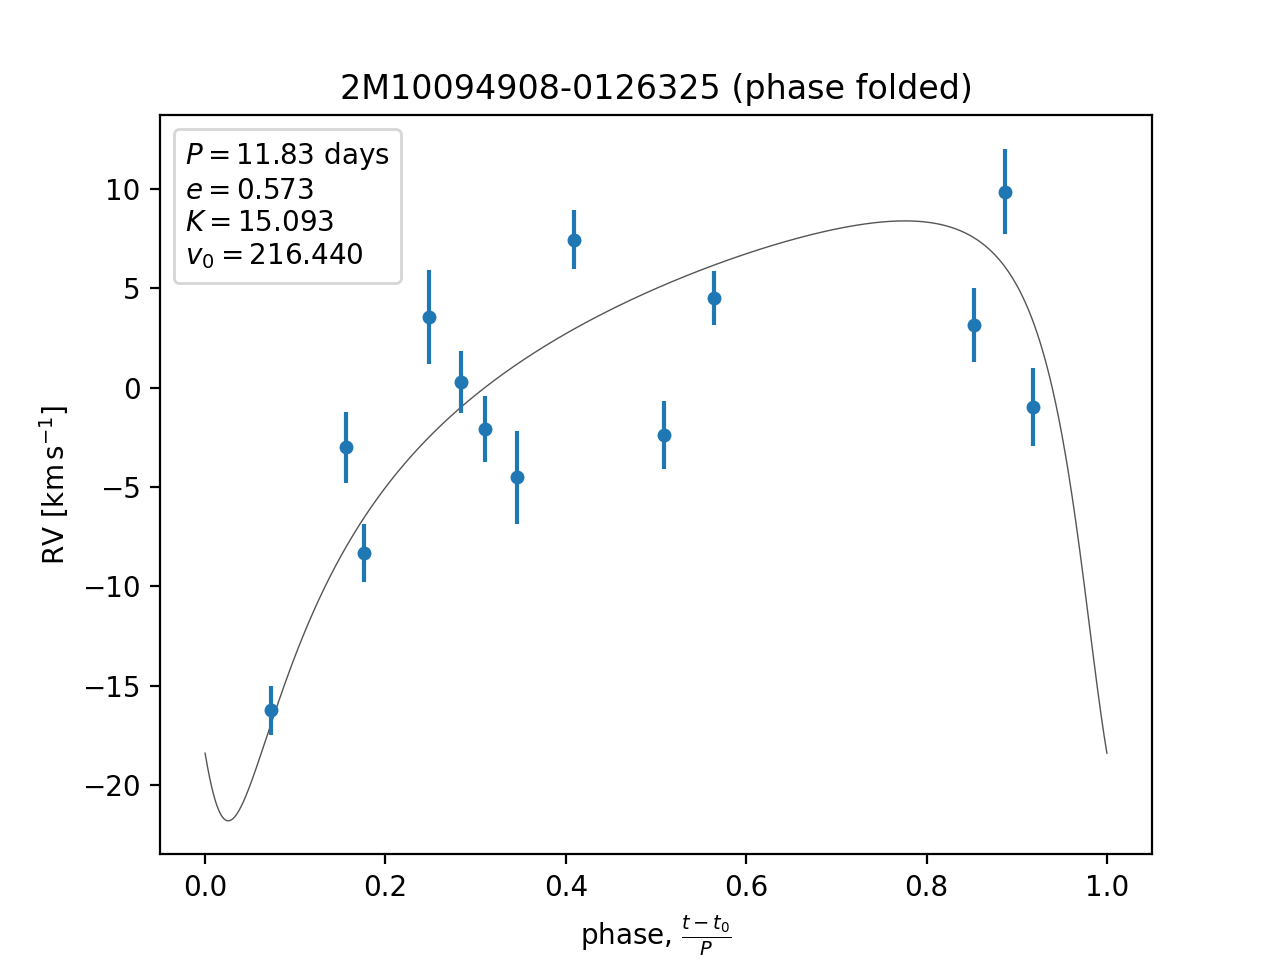 2M10094908-0126325 (phase folded)
P = 11.83 days
e = 0.573
K = 15.093
v₀ = 216.440
10
5
0
−5
−10
−15
−20
RV [km s⁻¹]
0.0 0.2 0.4 0.6 0.8 1.0
phase, (t − t₀)/P